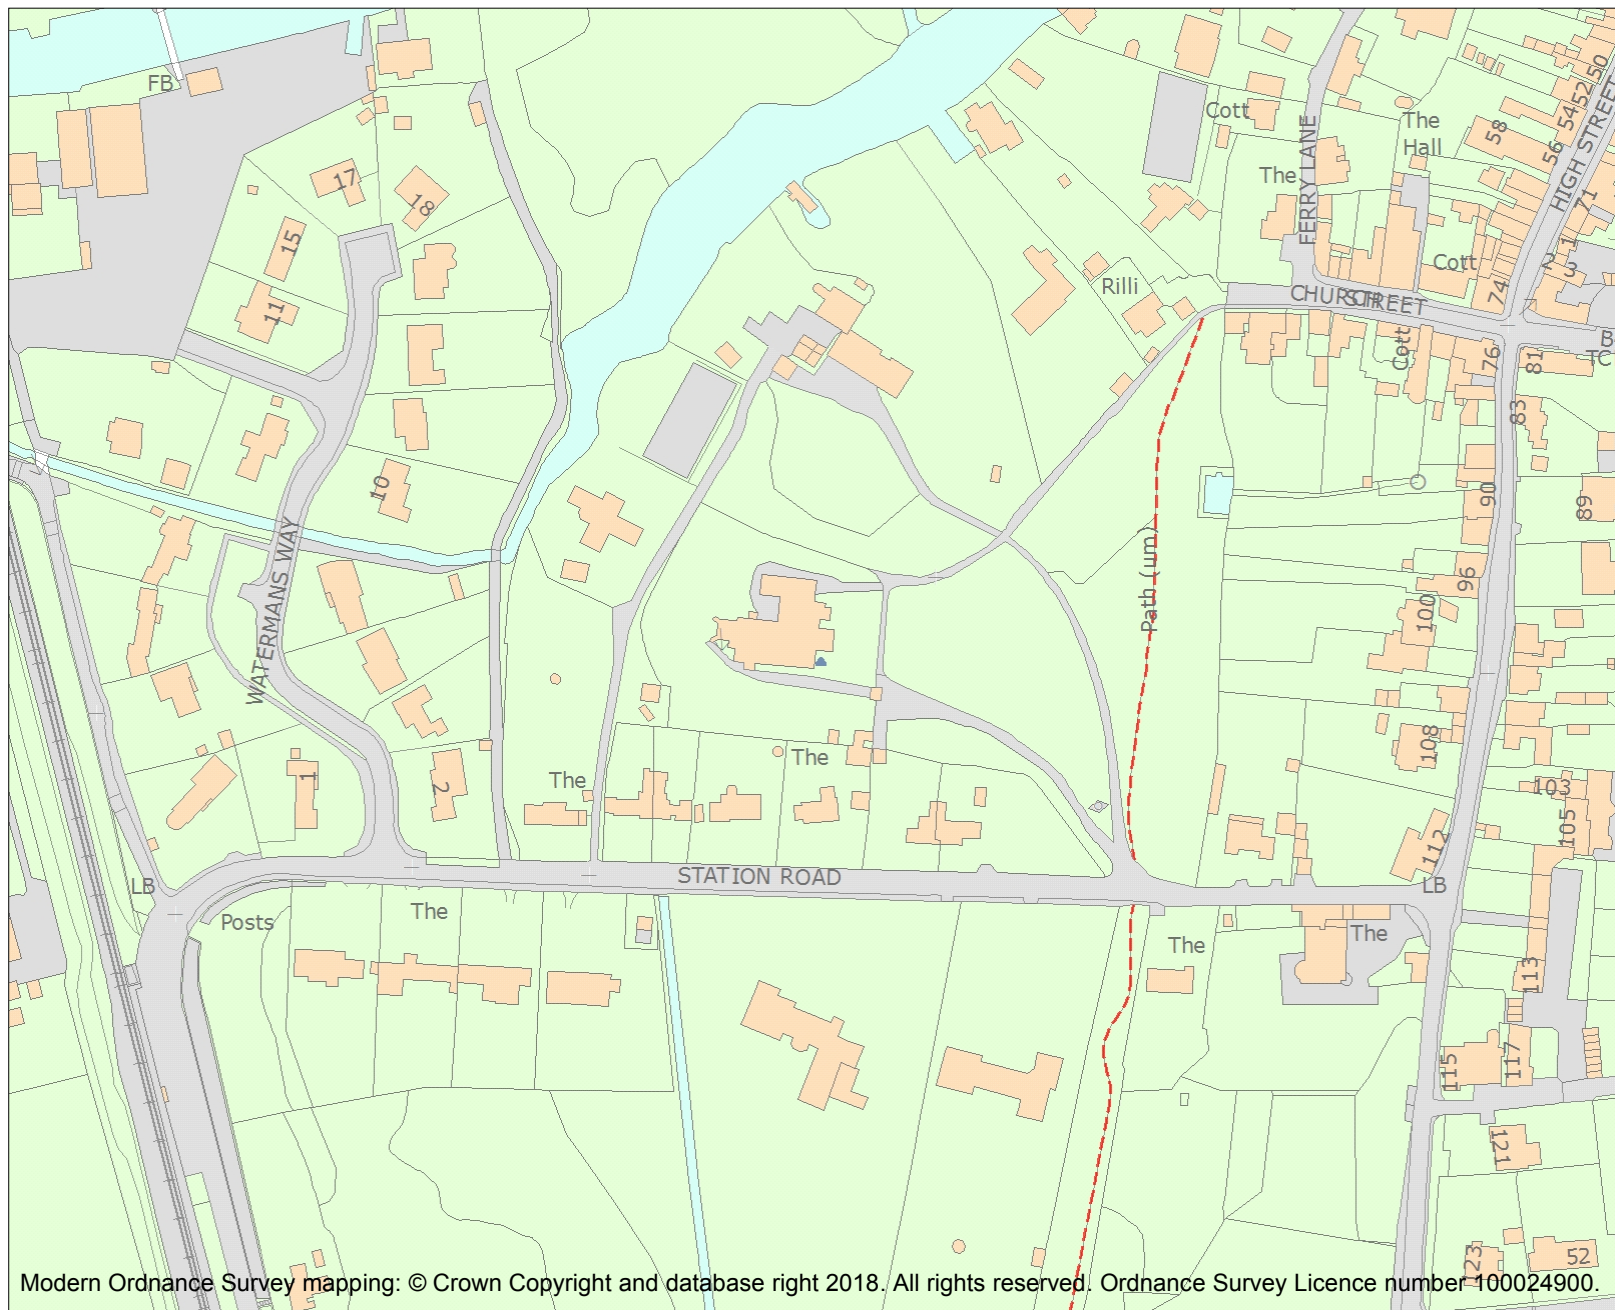 FB
50
52
54
56
58
HIGH STREET
71
Cott
The
Hall
FERRY LANE
The
17
18
15
11
1
2
3
Cott
Rilli
CHURCH STREET
74
76
81
B
TC
Cott
83
10
90
89
WATERMANS WAY
Path (um)
96
100
108
The
The
1
2
103
105
112
STATION ROAD
LB
LB
Posts
The
The
The
113
115
117
121
123
52
Modern Ordnance Survey mapping: © Crown Copyright and database right 2018. All rights reserved. Ordnance Survey Licence number 100024900.